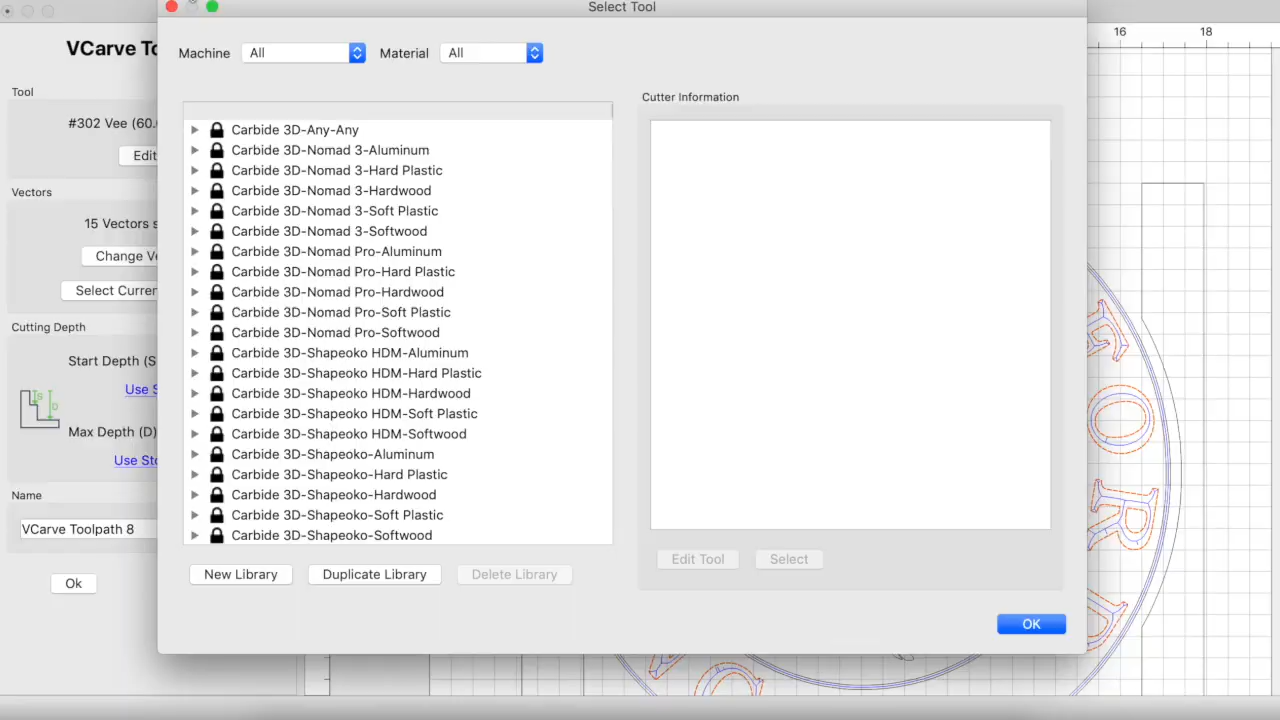 Select Tool
VCarve To
Machine All Material All
Tool
#302 Vee (60.
Edit
Vectors
15 Vectors s
Change Ve
Select Curren
Cutting Depth
Start Depth (S
Use S
S
D
Max Depth (D)
Use Sto
Name
VCarve Toolpath 8
Ok
Carbide 3D-Any-Any
Carbide 3D-Nomad 3-Aluminum
Carbide 3D-Nomad 3-Hard Plastic
Carbide 3D-Nomad 3-Hardwood
Carbide 3D-Nomad 3-Soft Plastic
Carbide 3D-Nomad 3-Softwood
Carbide 3D-Nomad Pro-Aluminum
Carbide 3D-Nomad Pro-Hard Plastic
Carbide 3D-Nomad Pro-Hardwood
Carbide 3D-Nomad Pro-Soft Plastic
Carbide 3D-Nomad Pro-Softwood
Carbide 3D-Shapeoko HDM-Aluminum
Carbide 3D-Shapeoko HDM-Hard Plastic
Carbide 3D-Shapeoko HDM-Hardwood
Carbide 3D-Shapeoko HDM-Soft Plastic
Carbide 3D-Shapeoko HDM-Softwood
Carbide 3D-Shapeoko-Aluminum
Carbide 3D-Shapeoko-Hard Plastic
Carbide 3D-Shapeoko-Hardwood
Carbide 3D-Shapeoko-Soft Plastic
Carbide 3D-Shapeoko-Softwood
New Library Duplicate Library Delete Library
Cutter Information
Edit Tool Select
OK
16 18
O
R
D